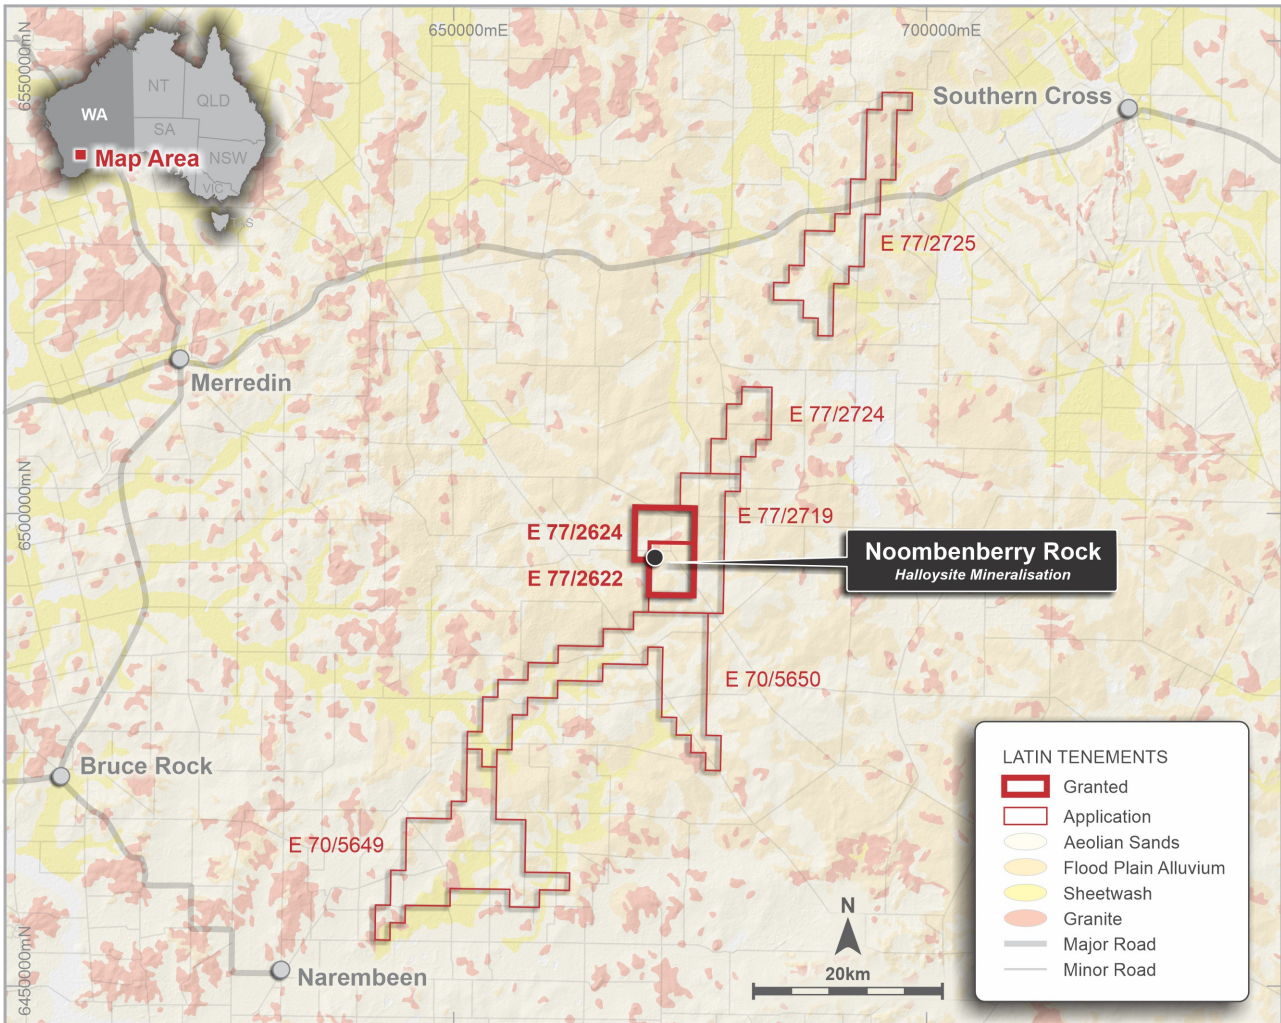 650000mE
700000mE
6550000mN
NT
QLD
WA
SA
NSW
VIC
Map Area
Southern Cross
E 77/2725
Merredin
E 77/2724
6500000mN
E 77/2719
E 77/2624
E 77/2622
Noombenberry Rock
Halloysite Mineralisation
E 70/5650
Bruce Rock
E 70/5649
Narembeen
6450000mN
N
20km
LATIN TENEMENTS
Granted
Application
Aeolian Sands
Flood Plain Alluvium
Sheetwash
Granite
Major Road
Minor Road